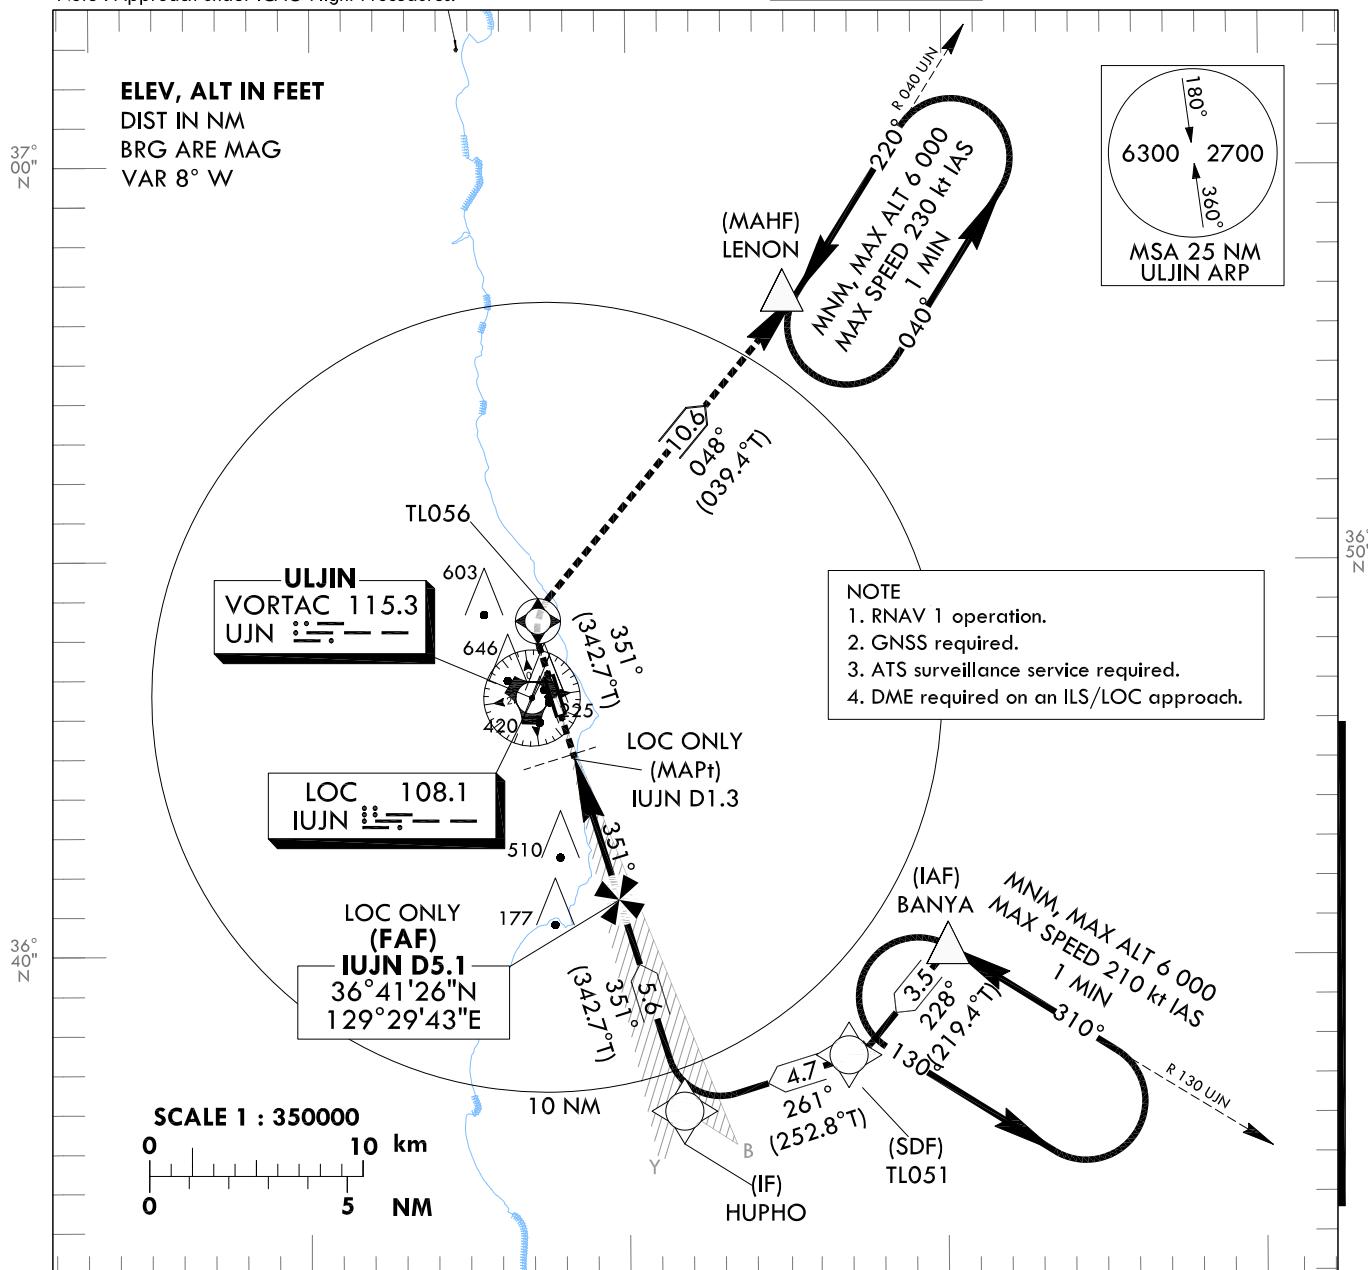 ELEV, ALT IN FEET
DIST IN NM
BRG ARE MAG
VAR 8° W
37°
00"
N
R 040 UJN
220°
MNM, MAX ALT 6 000
MAX SPEED 230 kt IAS
1 MIN
040°
180°
6300 2700
360°
MSA 25 NM
ULJIN ARP
(MAHF)
LENON
10.6
048°
(039.4°T)
TL056
36°
50"
N
603
ULJIN
VORTAC 115.3
UJN
646
351°
(342.7°T)
NOTE
1. RNAV 1 operation.
2. GNSS required.
3. ATS surveillance service required.
4. DME required on an ILS/LOC approach.
420
225
LOC ONLY
(MAPt)
IUJN D1.3
LOC 108.1
IUJN
510
351°
177
LOC ONLY
(FAF)
IUJN D5.1
36°41'26"N
129°29'43"E
36°
40"
N
(IAF)
BANYA
MNM, MAX ALT 6 000
MAX SPEED 210 kt IAS
1 MIN
310°
130°
R 130 UJN
3.5
228°
(219.4°T)
5.6
351°
(342.7°T)
4.7
261°
(252.8°T)
10 NM
(SDF)
TL051
Y
B
(IF)
HUPHO
SCALE 1 : 350000
0 10 km
0 5 NM